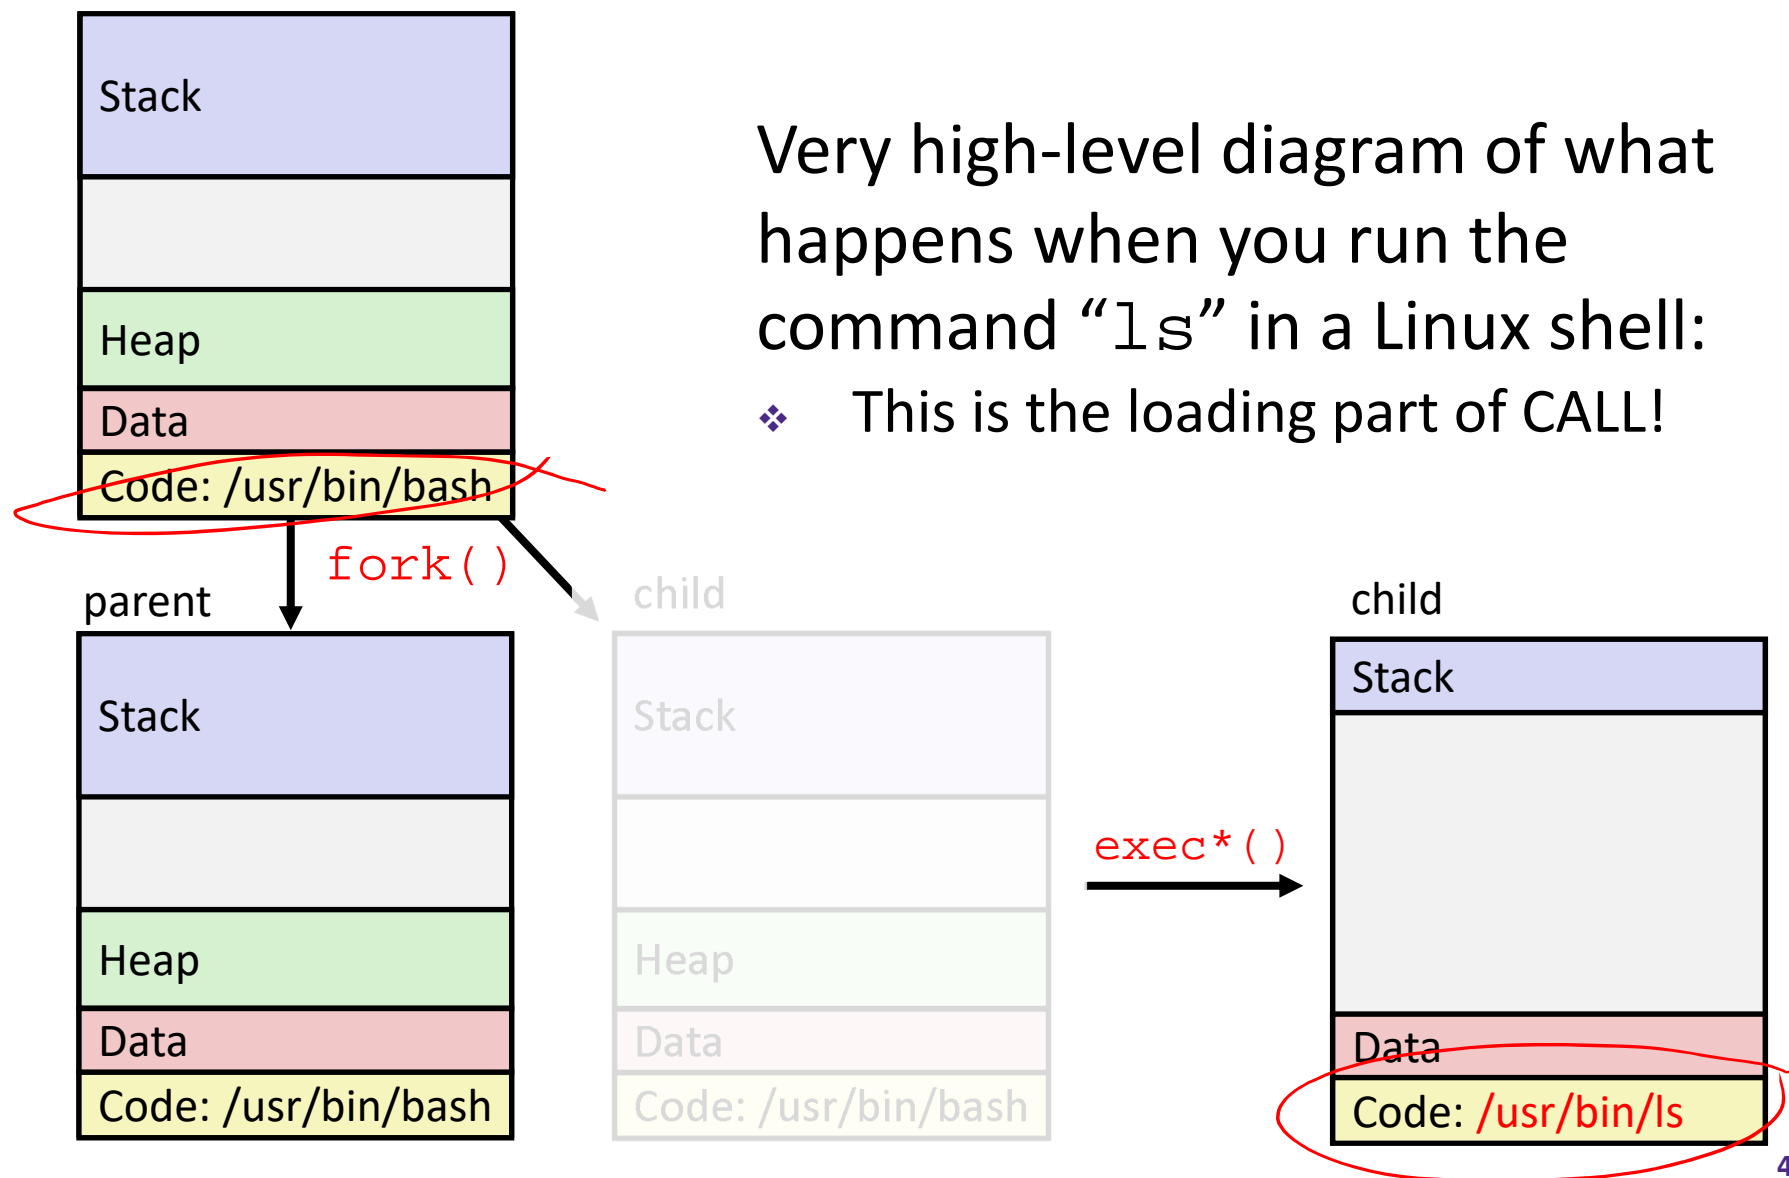 Stack
Heap
Data
Code: /usr/bin/bash
Very high-level diagram of what
happens when you run the
command “ls” in a Linux shell:
❖ This is the loading part of CALL!
fork()
parent
Stack
Heap
Data
Code: /usr/bin/bash
child
Stack
Heap
Data
Code: /usr/bin/bash
exec*()
child
Stack
Data
Code: /usr/bin/ls
4